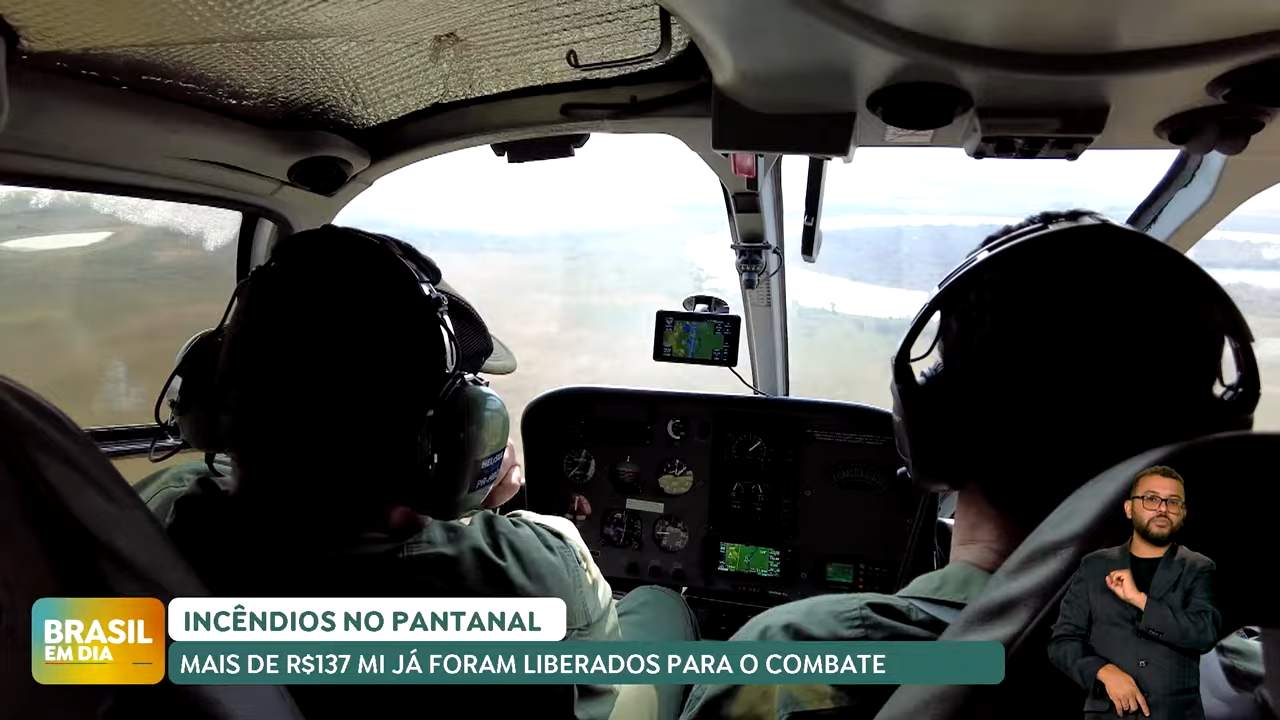 INCÊNDIOS NO PANTANAL
BRASIL
EM DIA
MAIS DE R$137 MI JÁ FORAM LIBERADOS PARA O COMBATE